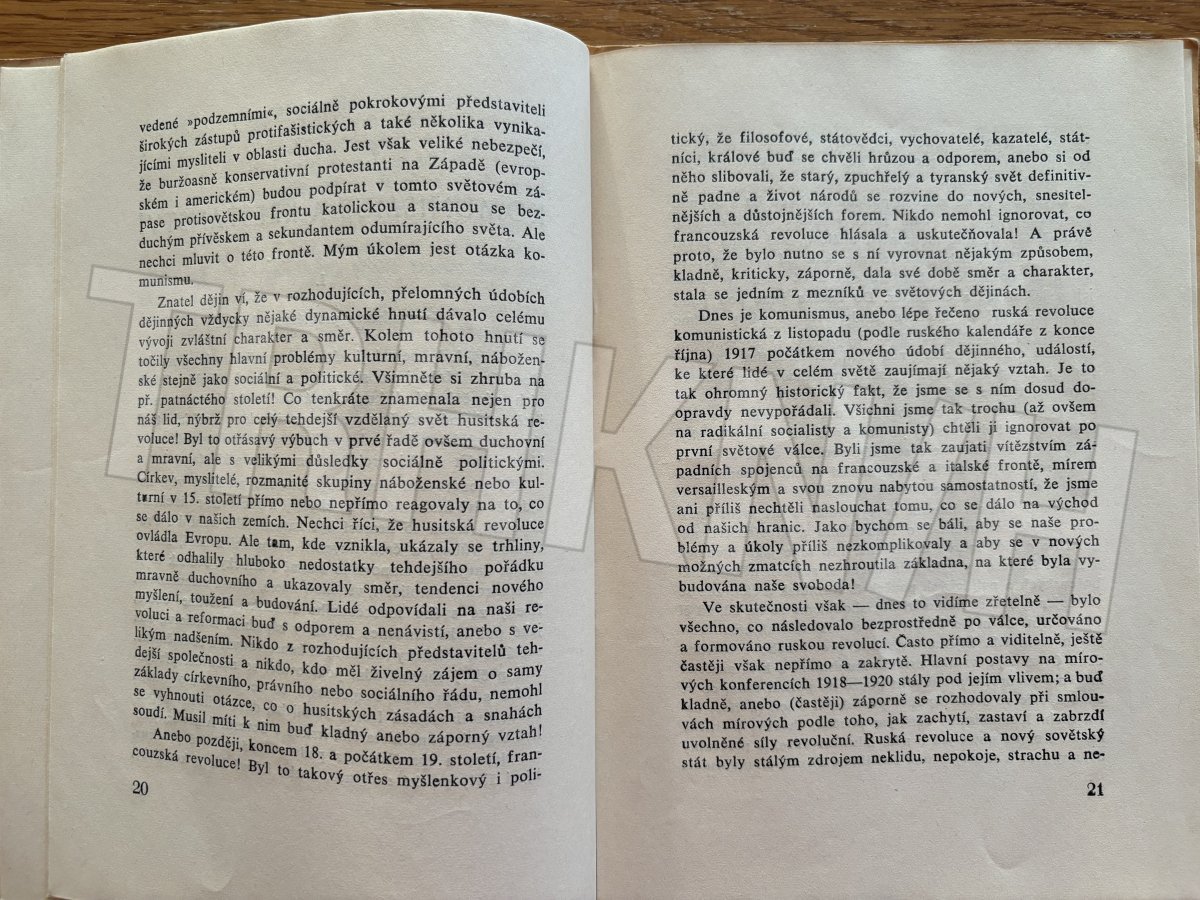 vedené »podzemními«, sociálně pokrokovými představiteli
širokých zástupů protifašistických a také několika vynika-
jícími mysliteli v oblasti ducha. Jest však veliké nebezpečí,
že buržoasně konservativní protestanti na Západě (evrop-
ském i americkém) budou podpírat v tomto světovém zá-
pase protisovětskou frontu katolickou a stanou se bez-
duchým přívěskem a sekundantem odumírajícího světa. Ale
nechci mluvit o této frontě. Mým úkolem jest otázka ko-
munismu.
Znatel dějin ví, že v rozhodujících, přelomných údobích
dějinných vždycky nějaké dynamické hnutí dávalo celému
vývoji zvláštní charakter a směr. Kolem tohoto hnutí se
točily všechny hlavní problémy kulturní, mravní, nábožen-
ské stejně jako sociální a politické. Všimněte si zhruba na
př. patnáctého století! Co tenkráte znamenala nejen pro
náš lid, nýbrž pro celý tehdejší vzdělaný svět husitská re-
voluce! Byl to otřásavý výbuch v prvé řadě ovšem duchovní
a mravní, ale s velikými důsledky sociálně politickými.
Církev, myslitelé, rozmanité skupiny náboženské nebo kul-
turní v 15. století přímo nebo nepřímo reagovaly na to, co
se dálo v našich zemích. Nechci říci, že husitská revoluce
ovládla Evropu. Ale tam, kde vznikla, ukázaly se trhliny,
které odhalily hluboko nedostatky tehdejšího pořádku
mravně duchovního a ukazovaly směr, tendenci nového
myšlení, toužení a budování. Lidé odpovídali na naši re-
voluci a reformaci buď s odporem a nenávistí, anebo s ve-
likým nadšením. Nikdo z rozhodujících představitelů teh-
dejší společnosti a nikdo, kdo měl živelný zájem o samy
základy církevního, právního nebo sociálního řádu, nemohl
se vyhnouti otázce, co o husitských zásadách a snahách
soudí. Musil míti k nim buď kladný anebo záporný vztah!
Anebo později, koncem 18. a počátkem 19. století, fran-
couzská revoluce! Byl to takový otřes myšlenkový i poli-
20
tický, že filosofové, státovědci, vychovatelé, kazatelé, stát-
níci, králové buď se chvěli hrůzou a odporem, anebo si od
něho slibovali, že starý, zpuchřelý a tyranský svět definitiv-
ně padne a život národů se rozvine do nových, snesitel-
nějších a důstojnějších forem. Nikdo nemohl ignorovat, co
francouzská revoluce hlásala a uskutečňovala! A právě
proto, že bylo nutno se s ní vyrovnat nějakým způsobem,
kladně, kriticky, záporně, dala své době směr a charakter,
stala se jedním z mezníků ve světových dějinách.
Dnes je komunismus, anebo lépe řečeno ruská revoluce
komunistická z listopadu (podle ruského kalendáře z konce
října) 1917 počátkem nového údobí dějinného, událostí,
ke které lidé v celém světě zaujímají nějaký vztah. Je to
tak ohromný historický fakt, že jsme se s ním dosud do-
opravdy nevypořádali. Všichni jsme tak trochu (až ovšem
na radikální socialisty a komunisty) chtěli ji ignorovat po
první světové válce. Byli jsme tak zaujati vítězstvím zá-
padních spojenců na francouzské a italské frontě, mírem
versailleským a svou znovu nabytou samostatností, že jsme
ani příliš nechtěli naslouchat tomu, co se dálo na východ
od našich hranic. Jako bychom se báli, aby se naše pro-
blémy a úkoly příliš nezkomplikovaly a aby se v nových
možných zmatcích nezhroutila základna, na které byla vy-
budována naše svoboda!
Ve skutečnosti však — dnes to vidíme zřetelně — bylo
všechno, co následovalo bezprostředně po válce, určováno
a formováno ruskou revolucí. Často přímo a viditelně, ještě
častěji však nepřímo a zakrytě. Hlavní postavy na míro-
vých konferencích 1918—1920 stály pod jejím vlivem; a buď
kladně, anebo (častěji) záporně se rozhodovaly při smlou-
vách mírových podle toho, jak zachytí, zastaví a zabrzdí
uvolněné síly revoluční. Ruská revoluce a nový sovětský
stát byly stálým zdrojem neklidu, nepokoje, strachu a ne-
21